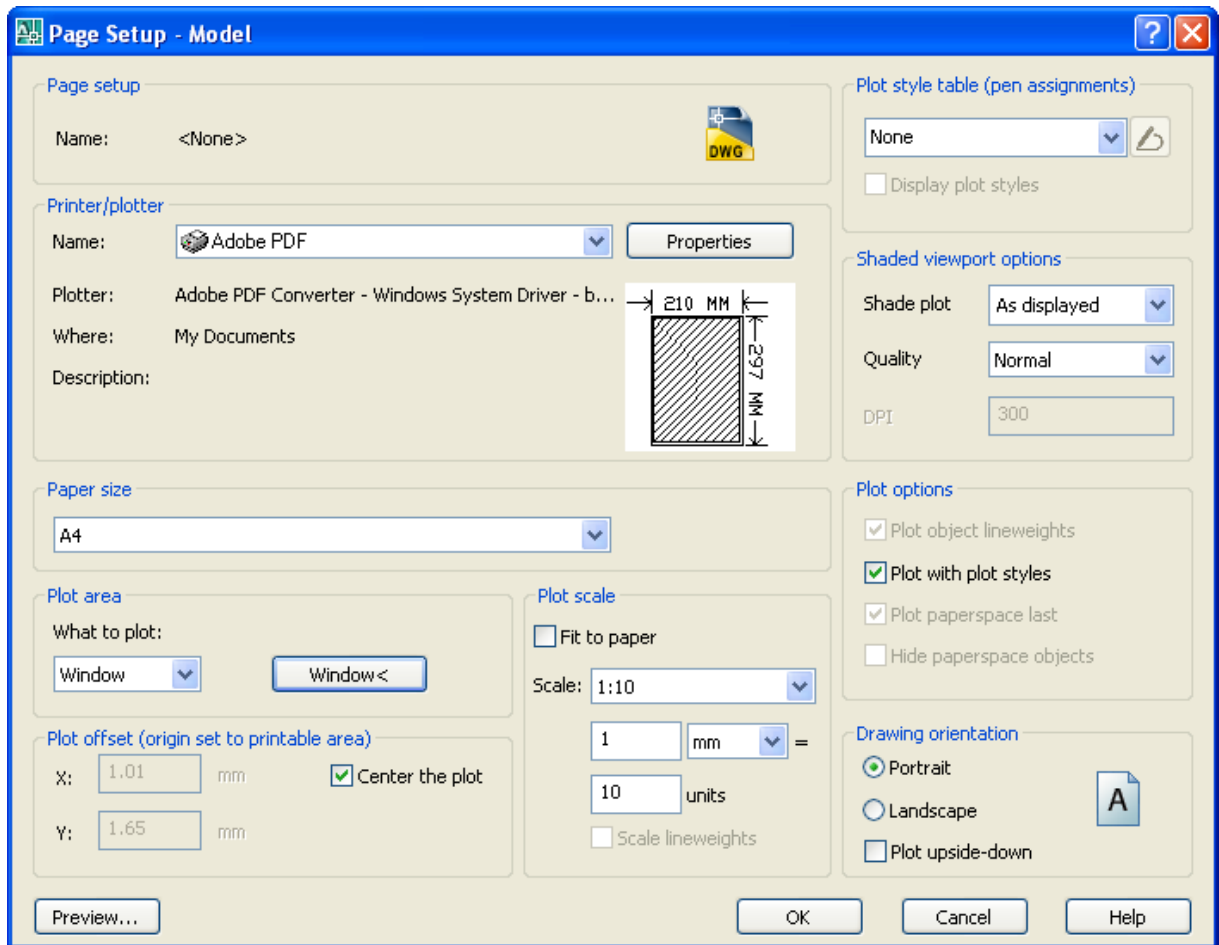 Page Setup - Model
Page setup
Name: <None>
DWG
Printer/plotter
Name: Adobe PDF Properties
Plotter: Adobe PDF Converter - Windows System Driver - b...
Where: My Documents
Description:
210 MM
297 MM
Paper size
A4
Plot area
What to plot:
Window Window<
Plot offset (origin set to printable area)
X: 1.01 mm Center the plot
Y: 1.65 mm
Plot scale
Fit to paper
Scale: 1:10
1 mm =
10 units
Scale lineweights
Plot style table (pen assignments)
None
Display plot styles
Shaded viewport options
Shade plot As displayed
Quality Normal
DPI 300
Plot options
Plot object lineweights
Plot with plot styles
Plot paperspace last
Hide paperspace objects
Drawing orientation
Portrait
Landscape
A
Plot upside-down
Preview... OK Cancel Help